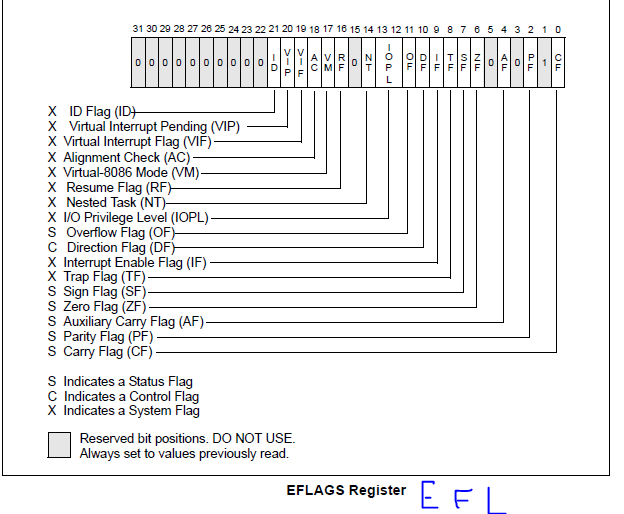 31 30 29 28 27 26 25 24 23 22 21 20 19 18 17 16 15 14 13 12 11 10 9 8 7 6 5 4 3 2 1 0
0 0 0 0 0 0 0 0 0 0 ID VIP VIF AC VM RF 0 NT IOPL OF DF IF TF SF ZF 0 AF 0 PF 1 CF
X ID Flag (ID)
X Virtual Interrupt Pending (VIP)
X Virtual Interrupt Flag (VIF)
X Alignment Check (AC)
X Virtual-8086 Mode (VM)
X Resume Flag (RF)
X Nested Task (NT)
X I/O Privilege Level (IOPL)
S Overflow Flag (OF)
C Direction Flag (DF)
X Interrupt Enable Flag (IF)
X Trap Flag (TF)
S Sign Flag (SF)
S Zero Flag (ZF)
S Auxiliary Carry Flag (AF)
S Parity Flag (PF)
S Carry Flag (CF)
S Indicates a Status Flag
C Indicates a Control Flag
X Indicates a System Flag
Reserved bit positions. DO NOT USE.
Always set to values previously read.
EFLAGS Register EFL